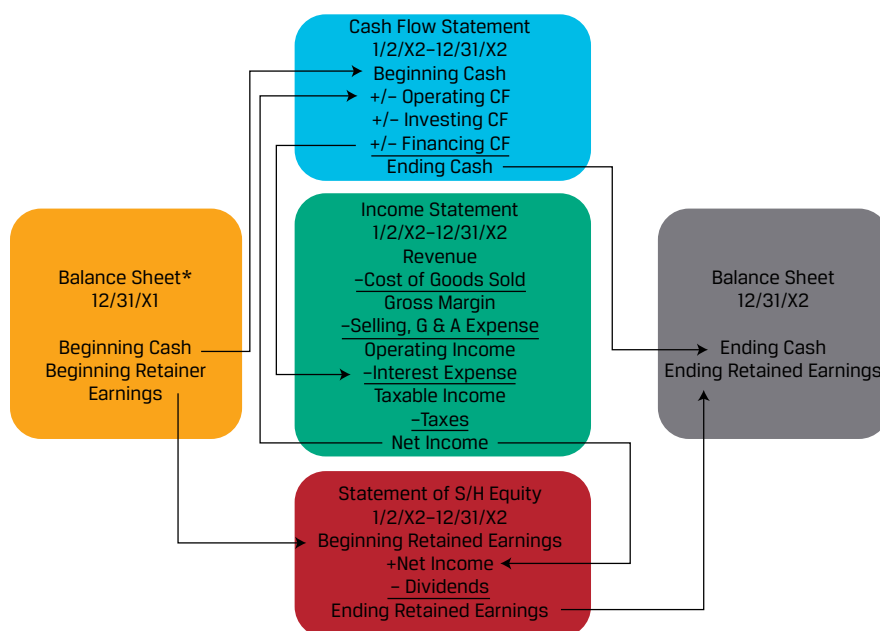 Cash Flow Statement
1/2/X2–12/31/X2
Beginning Cash
+/– Operating CF
+/– Investing CF
+/– Financing CF
Ending Cash
Income Statement
1/2/X2–12/31/X2
Revenue
–Cost of Goods Sold
Gross Margin
–Selling, G & A Expense
Operating Income
–Interest Expense
Taxable Income
–Taxes
Net Income
Balance Sheet*
12/31/X1
Beginning Cash
Beginning Retainer
Earnings
Balance Sheet
12/31/X2
Ending Cash
Ending Retained Earnings
Statement of S/H Equity
1/2/X2–12/31/X2
Beginning Retained Earnings
+Net Income
– Dividends
Ending Retained Earnings